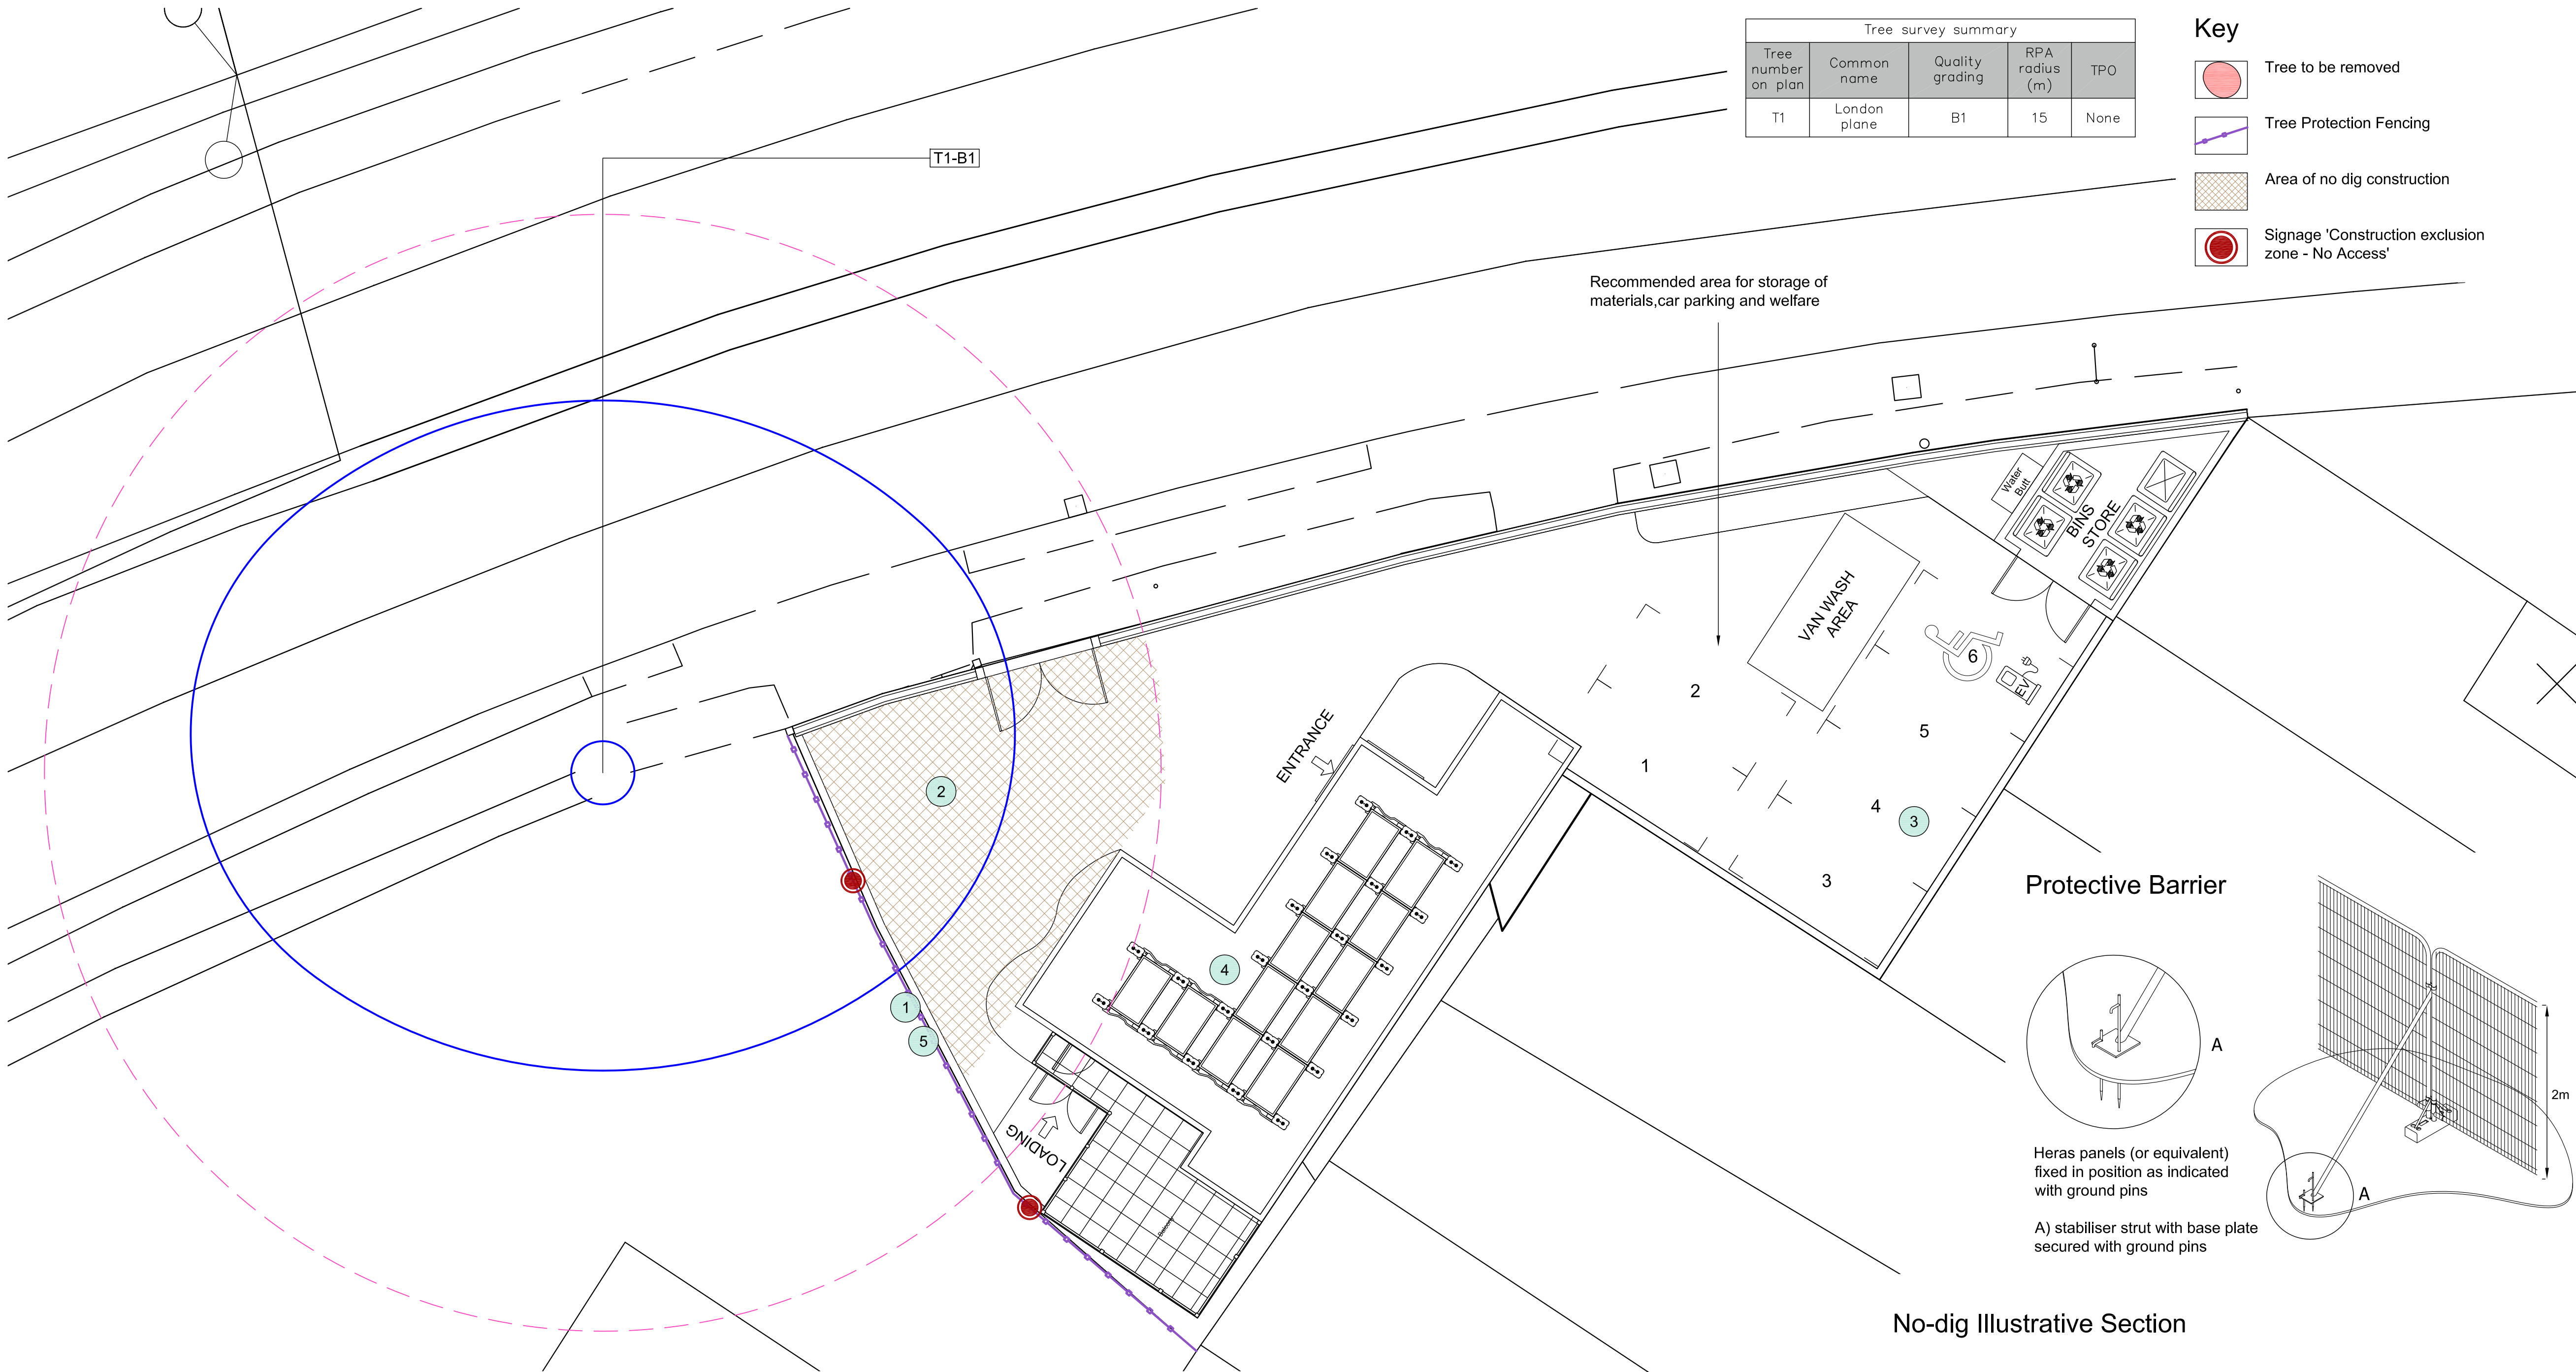 Tree survey summary
Tree number on plan
Common name
Quality grading
RPA radius (m)
TPO
T1
London plane
B1
15
None
Key
Tree to be removed
Tree Protection Fencing
Area of no dig construction
Signage 'Construction exclusion
zone - No Access'
T1-B1
Recommended area for storage of
materials,car parking and welfare
Water
Butt
BINS
STORE
VAN WASH
AREA
6
EV
2
5
1
4
3
3
ENTRANCE
2
4
1
5
LOADING
Protective Barrier
A
2m
A
Heras panels (or equivalent)
fixed in position as indicated
with ground pins
A) stabiliser strut with base plate
secured with ground pins
No-dig Illustrative Section